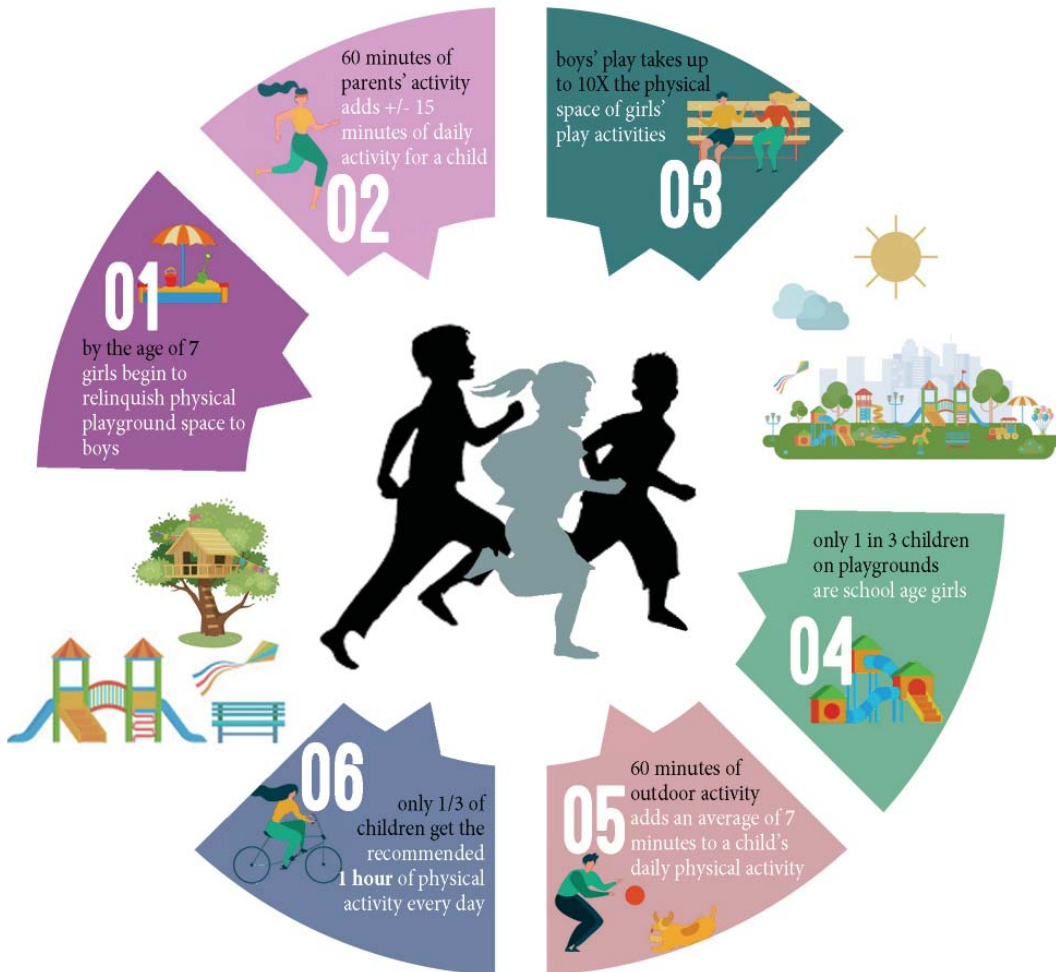 01
by the age of 7
girls begin to
relinquish physical
playground space to
boys
02
60 minutes of
parents' activity
adds +/- 15
minutes of daily
activity for a child
03
boys' play takes up
to 10X the physical
space of girls'
play activities
04
only 1 in 3 children
on playgrounds
are school age girls
05
60 minutes of
outdoor activity
adds an average of 7
minutes to a child's
daily physical activity
06
only 1/3 of
children get the
recommended
1 hour of physical
activity every day